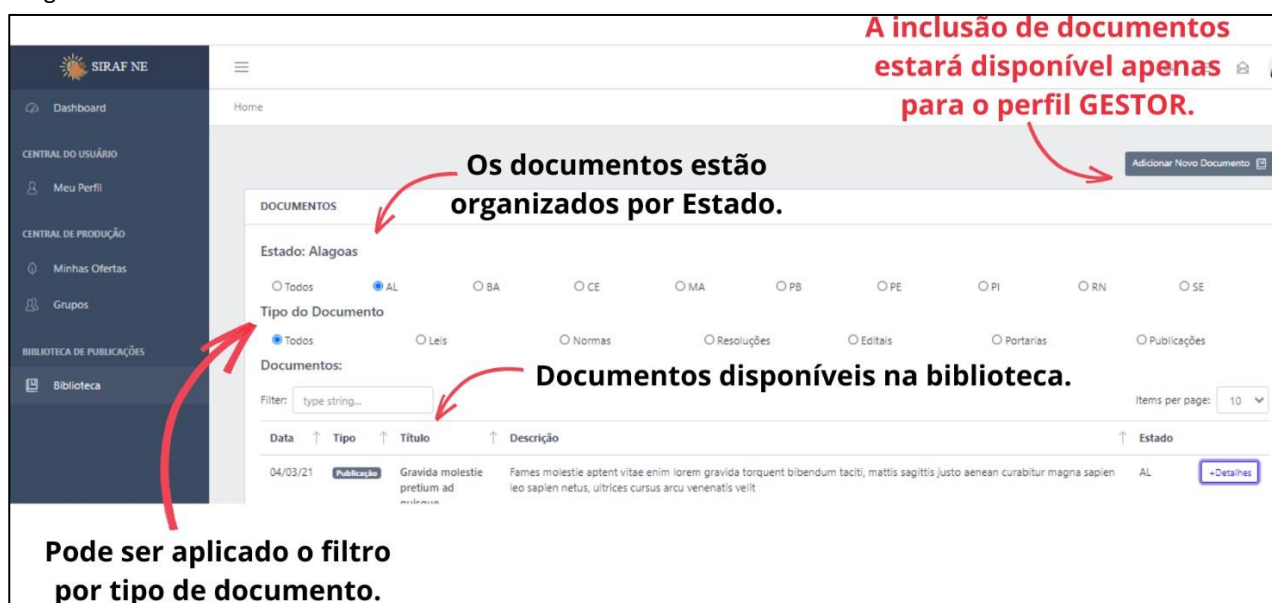 A inclusão de documentos
estará disponível apenas
para o perfil GESTOR.
SIRAF NE
Dashboard
Home
CENTRAL DO USUÁRIO
Meu Perfil
Adicionar Novo Documento
Os documentos estão
organizados por Estado.
DOCUMENTOS
CENTRAL DE PRODUÇÃO
Minhas Ofertas
Grupos
BIBLIOTECA DE PUBLICAÇÕES
Biblioteca
Estado: Alagoas
Todos AL BA CE MA PB PE PI RN SE
Tipo do Documento
Todos Leis Normas Resoluções Editais Portarias Publicações
Documentos:
Documentos disponíveis na biblioteca.
Filter: type string... Items per page: 10
Data Tipo Título Descrição Estado
04/03/21 Publicação Gravida molestie Fames molestie aptent vitae enim lorem gravida torquent bibendum taciti, mattis sagittis justo aenean curabitur magna sapien AL +Detalhes
pretium ad leo sapien netus, ultrices cursus arcu venenatis velit
Pode ser aplicado o filtro
por tipo de documento.